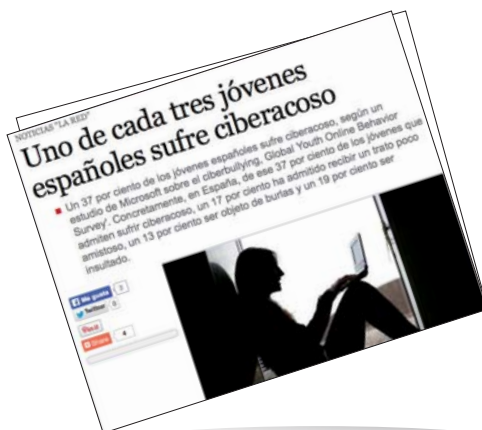 NOTICIAS "LA RED"
Uno de cada tres jóvenes
españoles sufre ciberacoso
Un 37 por ciento de los jóvenes españoles sufre ciberacoso, según un
estudio de Microsoft sobre el ciberbullying, Global Youth Online Behavior
Survey'. Concretamente, en España, de ese 37 por ciento de los jóvenes que
admiten sufrir ciberacoso, un 17 por ciento ha admitido recibir un trato poco
amistoso, un 13 por ciento ser objeto de burlas y un 19 por ciento ser
insultado.
Me gusta 3
Twitter 0
Pin it
Share 4